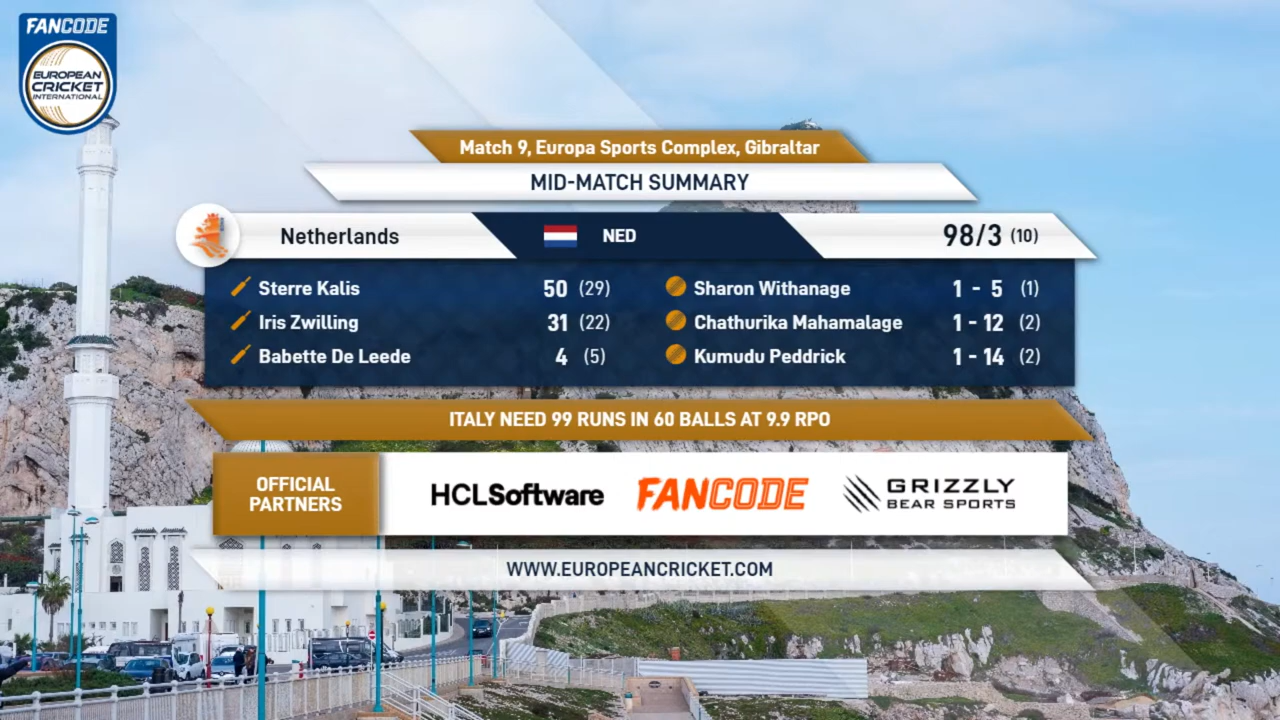 FANCODE
EUROPEAN
CRICKET
INTERNATIONAL
Match 9, Europa Sports Complex, Gibraltar
MID-MATCH SUMMARY
Netherlands NED 98/3 (10)
Sterre Kalis 50 (29) Sharon Withanage 1 - 5 (1)
Iris Zwilling 31 (22) Chathurika Mahamalage 1 - 12 (2)
Babette De Leede 4 (5) Kumudu Peddrick 1 - 14 (2)
ITALY NEED 99 RUNS IN 60 BALLS AT 9.9 RPO
OFFICIAL
PARTNERS
HCLSoftware FANCODE GRIZZLY
BEAR SPORTS
WWW.EUROPEANCRICKET.COM